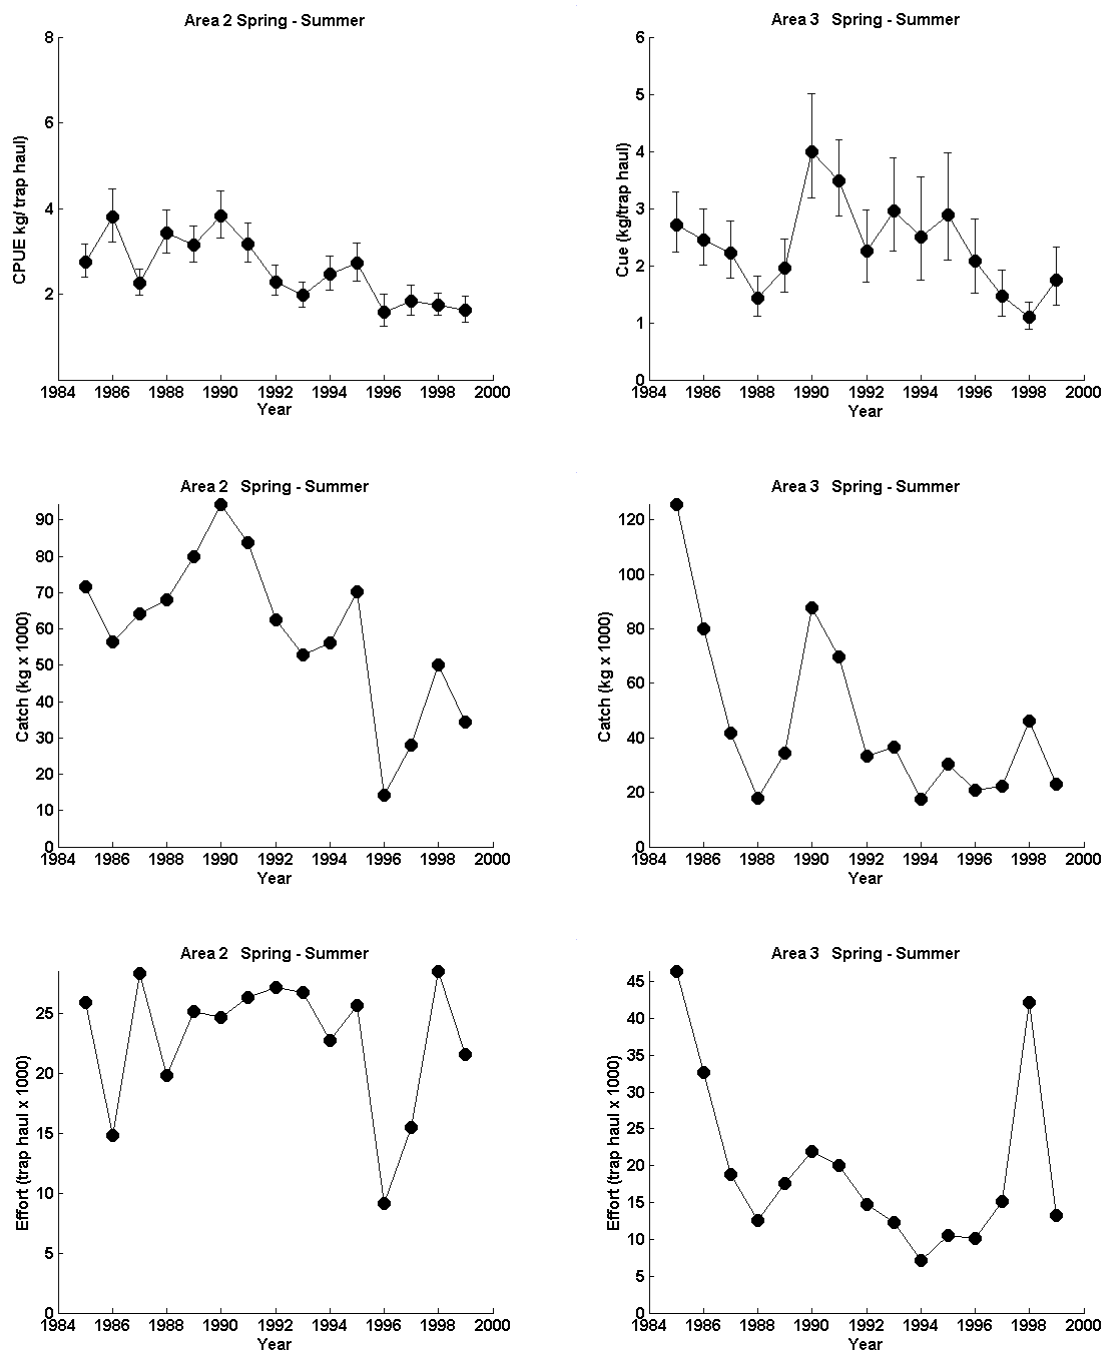 Area 2 Spring - Summer
8
6
4
2
CPUE kg/ trap haul)
1984 1986 1988 1990 1992 1994 1996 1998 2000
Year
Area 3 Spring - Summer
6
5
4
3
2
1
0
Cue (kg/trap haul)
1984 1986 1988 1990 1992 1994 1996 1998 2000
Year
Area 2 Spring - Summer
90
80
70
60
50
40
30
20
10
0
Catch (kg x 1000)
1984 1986 1988 1990 1992 1994 1996 1998 2000
Year
Area 3 Spring - Summer
120
100
80
60
40
20
0
Catch (kg x 1000)
1984 1986 1988 1990 1992 1994 1996 1998 2000
Year
Area 2 Spring - Summer
25
20
15
10
5
0
Effort (trap haul x 1000)
1984 1986 1988 1990 1992 1994 1996 1998 2000
Year
Area 3 Spring - Summer
45
40
35
30
25
20
15
10
5
0
Effort (trap haul x 1000)
1984 1986 1988 1990 1992 1994 1996 1998 2000
Year